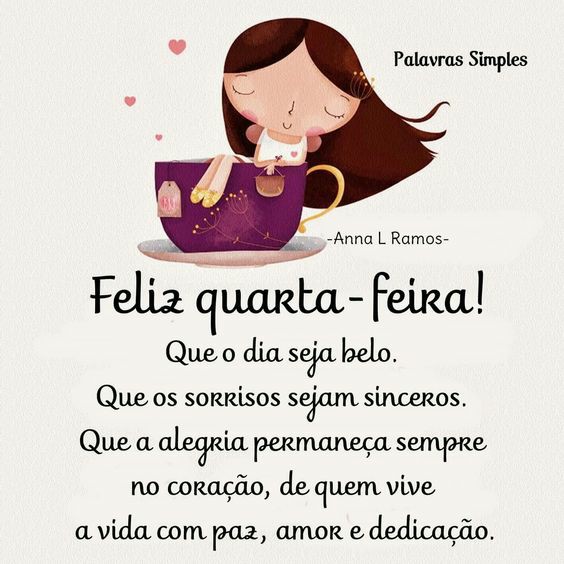 Palavras Simples
-Anna L Ramos-
Feliz quarta-feira!
Que o dia seja belo.
Que os sorrisos sejam sinceros.
Que a alegria permaneça sempre
no coração, de quem vive
a vida com paz, amor e dedicação.